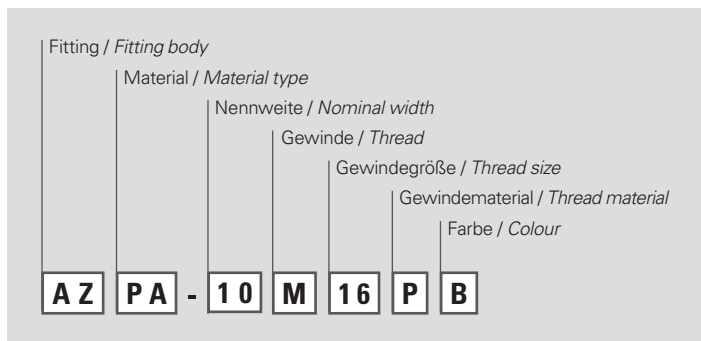 Fitting / Fitting body
Material / Material type
Nennweite / Nominal width
Gewinde / Thread
Gewindegröße / Thread size
Gewindematerial / Thread material
Farbe / Colour
AZ PA - 10 M 16 P B